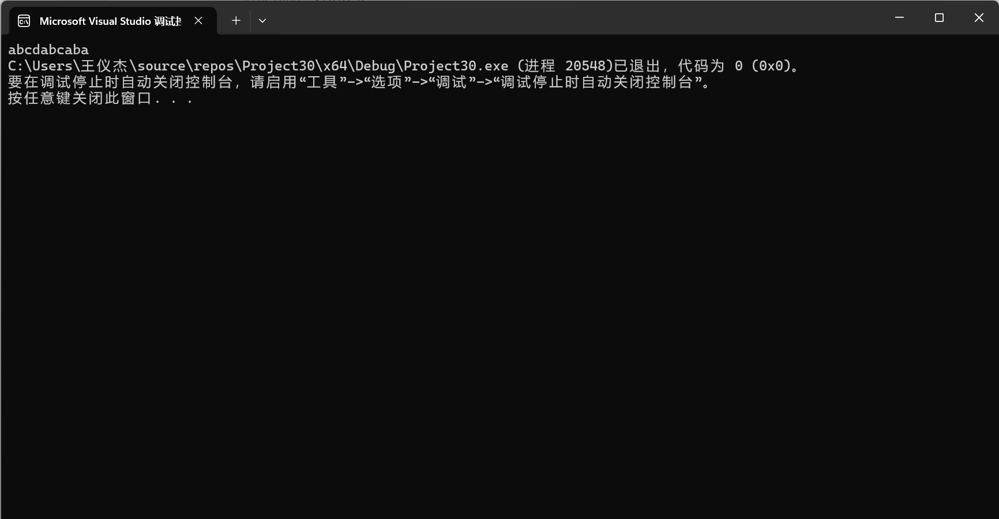 Microsoft Visual Studio 调试
abcdabcaba
C:\Users\王仪杰\source\repos\Project30\x64\Debug\Project30.exe (进程 20548)已退出，代码为 0 (0x0)。
要在调试停止时自动关闭控制台，请启用“工具”->“选项”->“调试”->“调试停止时自动关闭控制台”。
按任意键关闭此窗口. . .